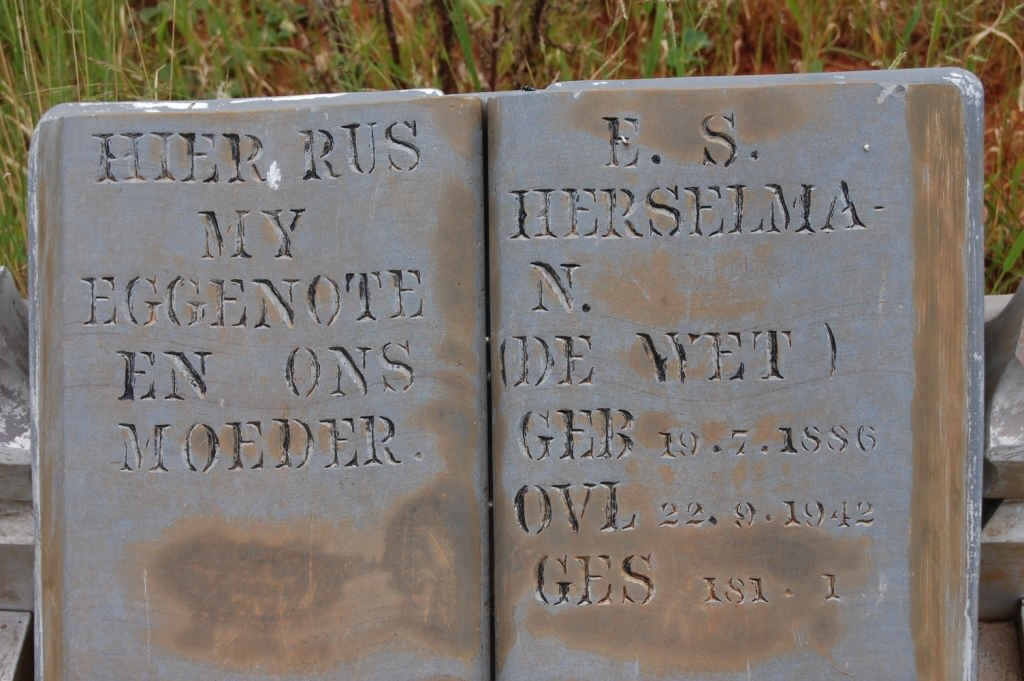 HIER RUS
MY
EGGENOTE
EN ONS
MOEDER.
E. S.
HERSELMA-
N.
(DE WET)
GEB 19.7.1886
OVL 22.9.1942
GES 181.1